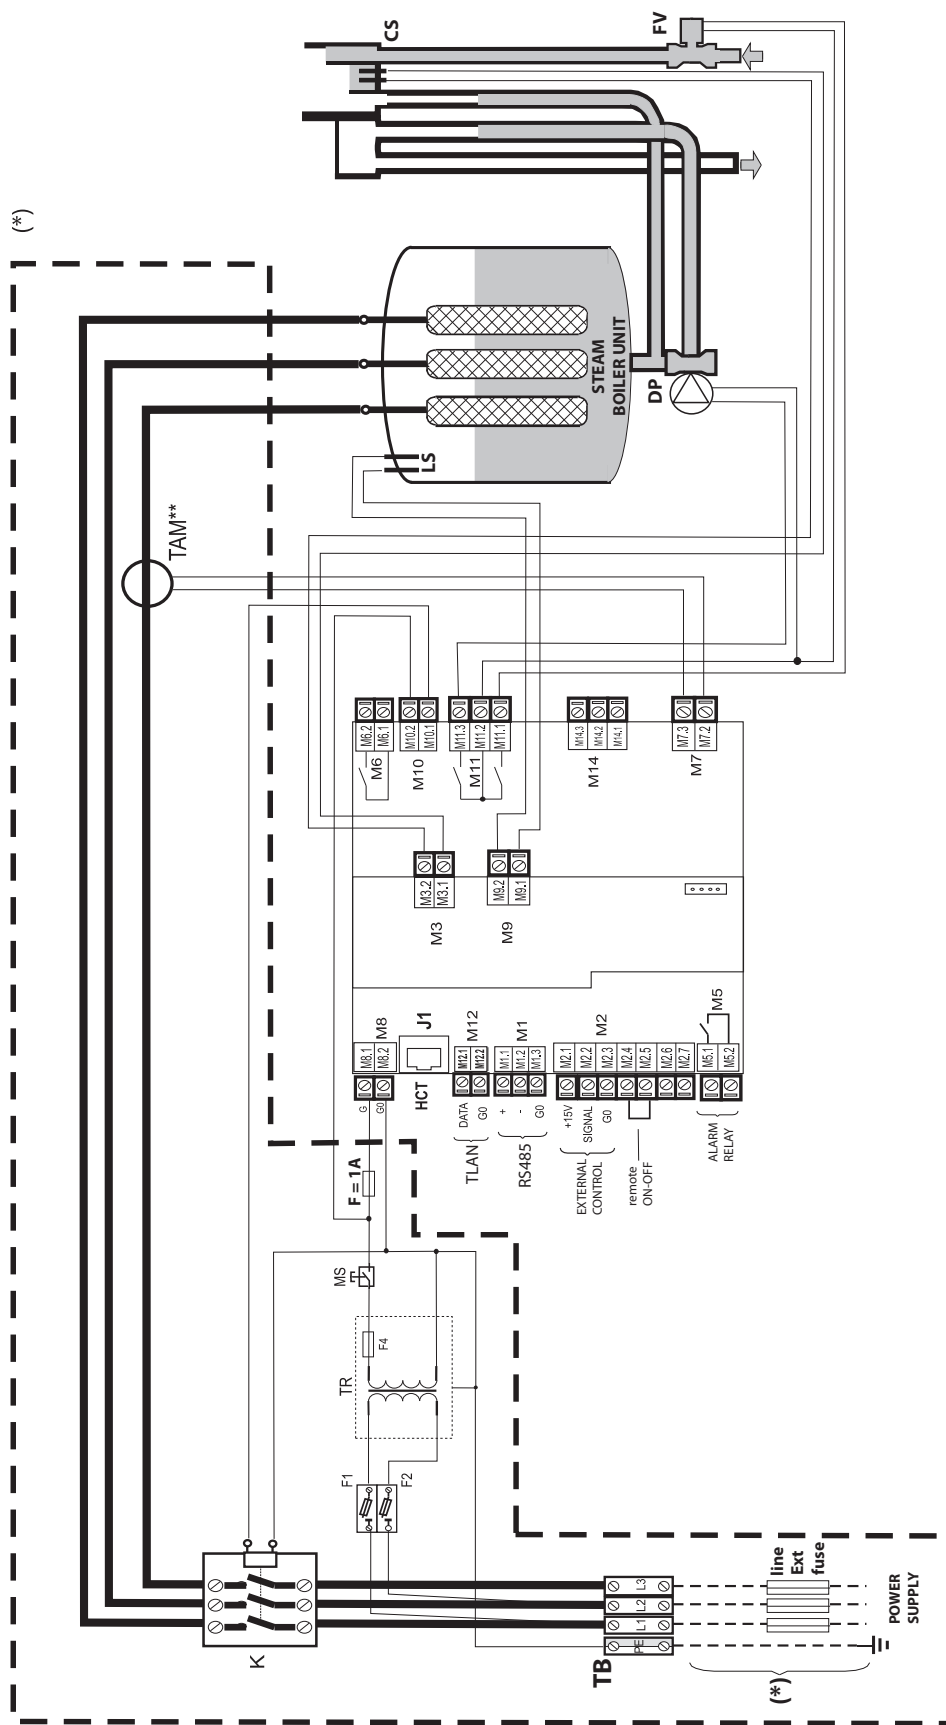 CS
FV
(*)
STEAM
BOILER UNIT
DP
LS
TAM**
M6.2
M6.1
M6
M10.2
M10.1
M10
M11.3
M11.2
M11.1
M11
M14.3
M14.2
M14.1
M14
M7.3
M7.2
M7
M3.2
M3.1
M3
M9.2
M9.1
M9
M8.1
M8.2
M8
G
G0
J1
HCT
M12.1
M12.2
M12
DATA
G0
TLAN
M1.1
M1.2
M1.3
M1
+
-
G0
RS485
M2.1
M2.2
M2.3
M2.4
M2.5
M2.6
M2.7
M2
+15V
SIGNAL
G0
EXTERNAL
CONTROL
remote
ON-OFF
M5.1
M5.2
M5
ALARM
RELAY
F = 1A
MS
F4
TR
F1
F2
K
TB
L3
L2
L1
PE
line
Ext
fuse
POWER
SUPPLY
(*)